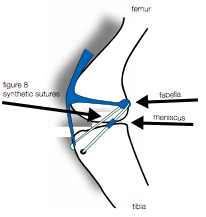 femur
figure 8
synthetic sutures
fabella
meniscus
tibia